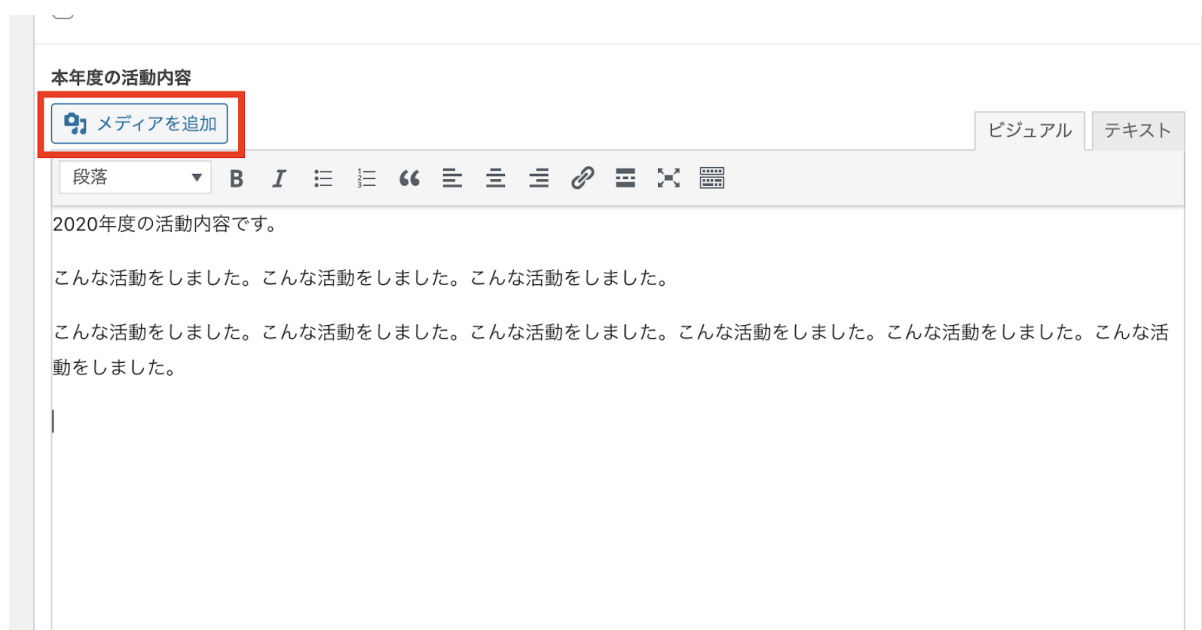 本年度の活動内容
メディアを追加
ビジュアル テキスト
段落
2020年度の活動内容です。
こんな活動をしました。こんな活動をしました。こんな活動をしました。
こんな活動をしました。こんな活動をしました。こんな活動をしました。こんな活動をしました。こんな活動をしました。こんな活
動をしました。